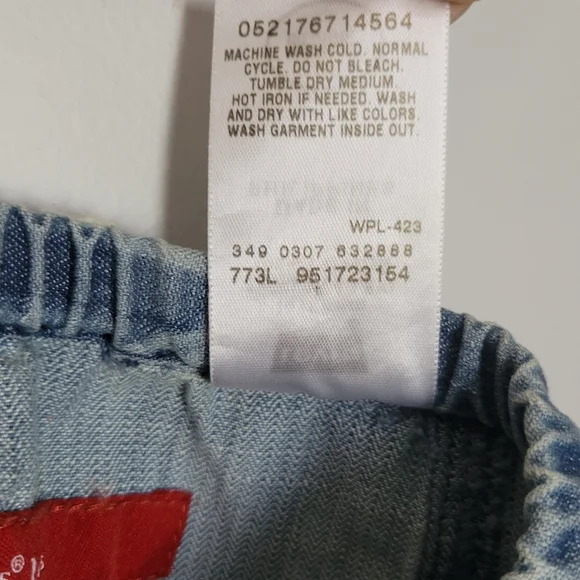 052176714564
MACHINE WASH COLD. NORMAL
CYCLE. DO NOT BLEACH.
TUMBLE DRY MEDIUM.
HOT IRON IF NEEDED. WASH
AND DRY WITH LIKE COLORS.
WASH GARMENT INSIDE OUT.
WPL-423
349 0307 632888
773L 951723154